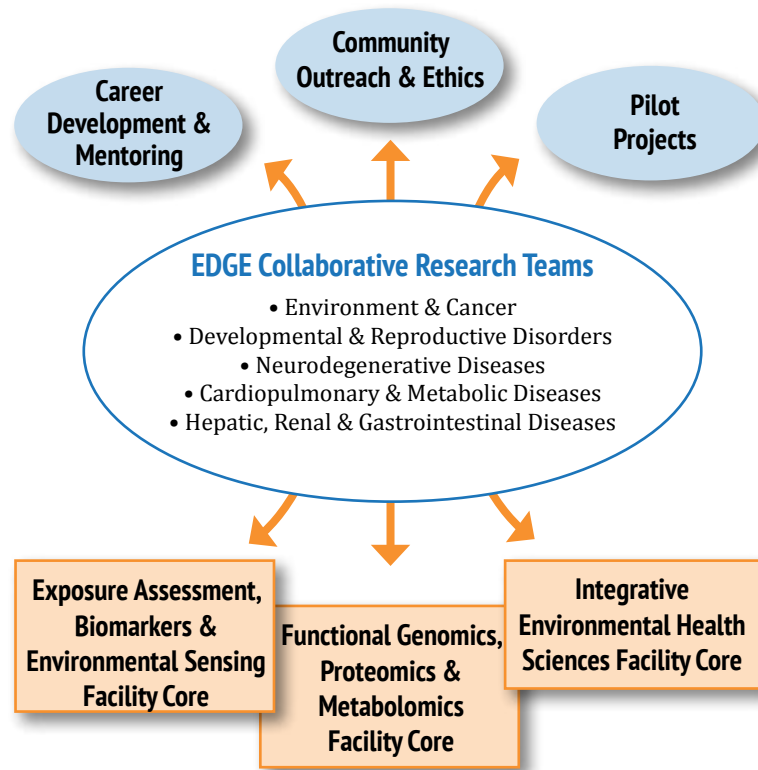 Community
Outreach & Ethics
Career
Development &
Mentoring
Pilot
Projects
EDGE Collaborative Research Teams
• Environment & Cancer
• Developmental & Reproductive Disorders
• Neurodegenerative Diseases
• Cardiopulmonary & Metabolic Diseases
• Hepatic, Renal & Gastrointestinal Diseases
Exposure Assessment,
Biomarkers &
Environmental Sensing
Facility Core
Functional Genomics,
Proteomics &
Metabolomics
Facility Core
Integrative
Environmental Health
Sciences Facility Core